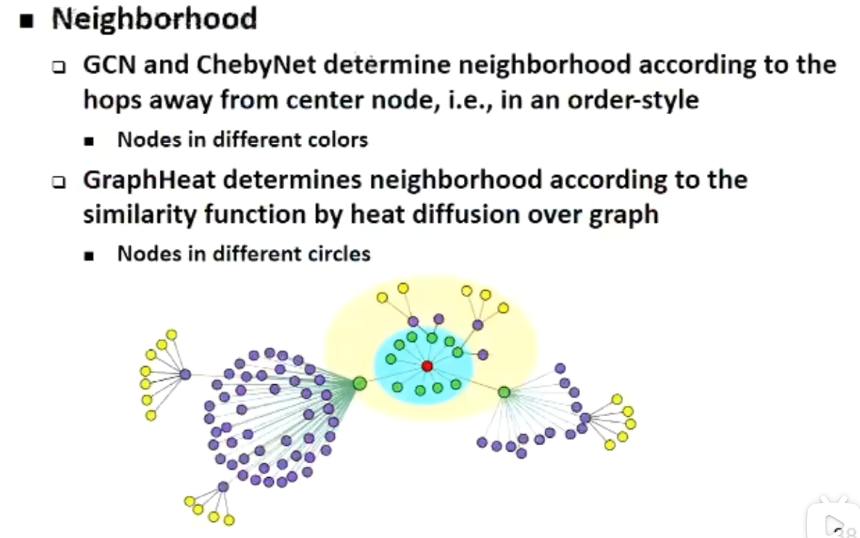 Neighborhood
GCN and ChebyNet determine neighborhood according to the
hops away from center node, i.e., in an order-style
Nodes in different colors
GraphHeat determines neighborhood according to the
similarity function by heat diffusion over graph
Nodes in different circles
38